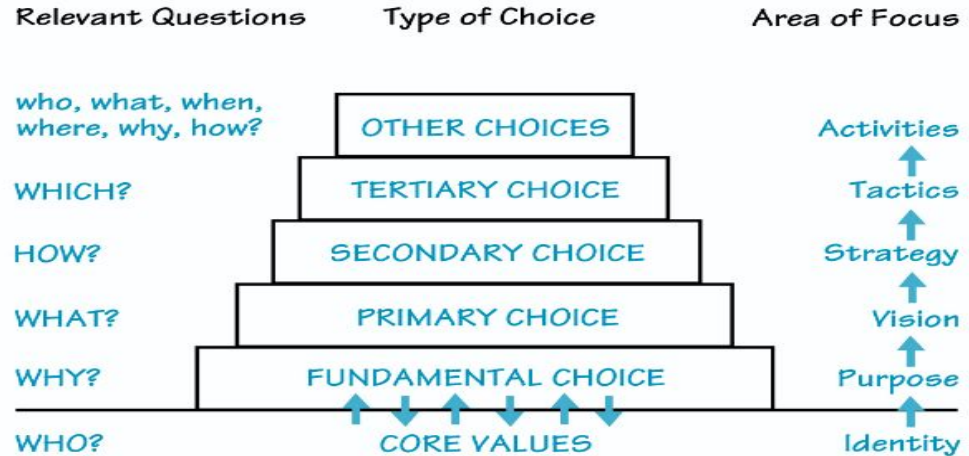 Relevant Questions Type of Choice Area of Focus
who, what, when,
where, why, how? OTHER CHOICES Activities
WHICH? TERTIARY CHOICE Tactics
HOW? SECONDARY CHOICE Strategy
WHAT? PRIMARY CHOICE Vision
WHY? FUNDAMENTAL CHOICE Purpose
WHO? CORE VALUES Identity